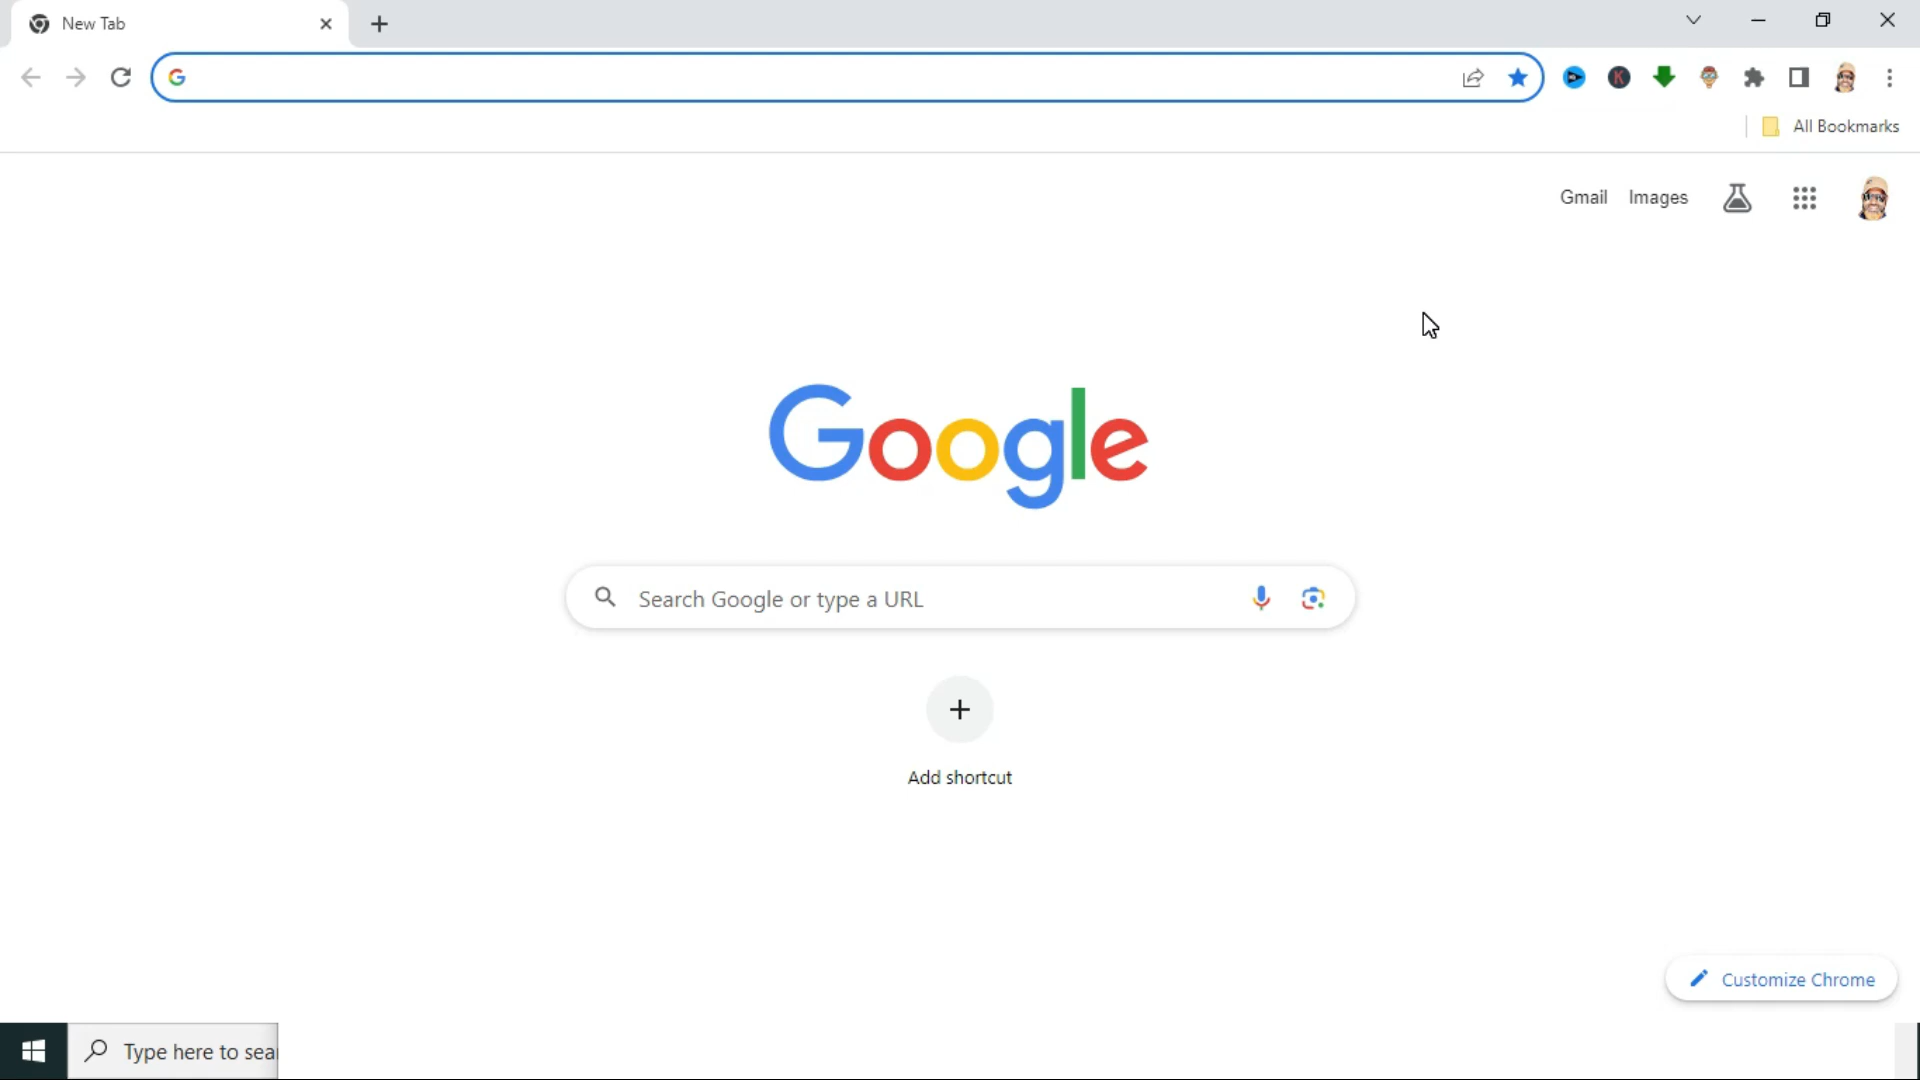 New Tab
All Bookmarks
Gmail Images
Google
Search Google or type a URL
Add shortcut
Customize Chrome
Type here to sea